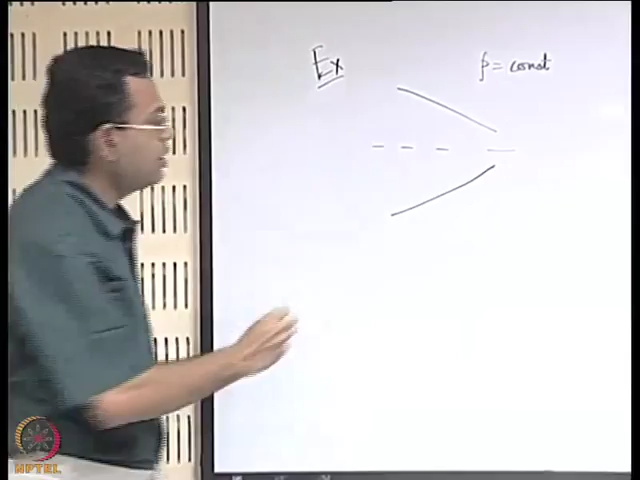 Ex
ρ = const
NPTEL